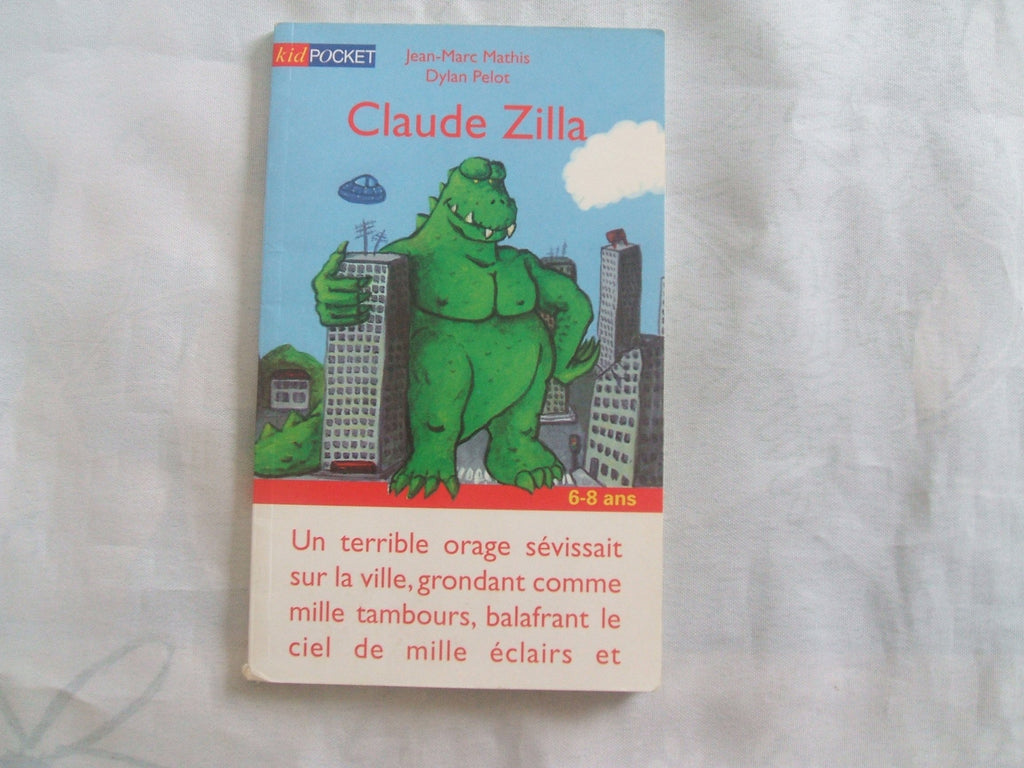 kid POCKET
Jean-Marc Mathis
Dylan Pelot
Claude Zilla
6-8 ans
Un terrible orage sévissait
sur la ville, grondant comme
mille tambours, balafrant le
ciel de mille éclairs et